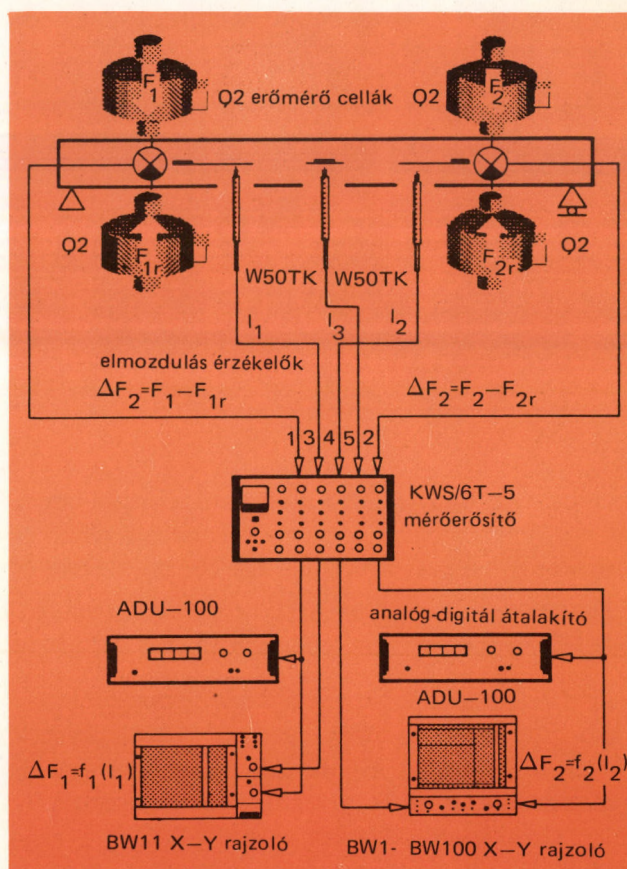 F1
F2
Q2 erőmérő cellák
Q2
Q2
F1r
F2r
Q2
W50TK
W50TK
l1
l3
l2
elmozdulás érzékelők
ΔF2=F1–F1r
ΔF2=F2–F2r
1 3 4 5 2
KWS/6T–5
mérőerősítő
ADU–100
analóg-digitál átalakító
ADU–100
ΔF1=f1(l1)
ΔF2=f2(l2)
BW11 X–Y rajzoló
BW1- BW100 X–Y rajzoló